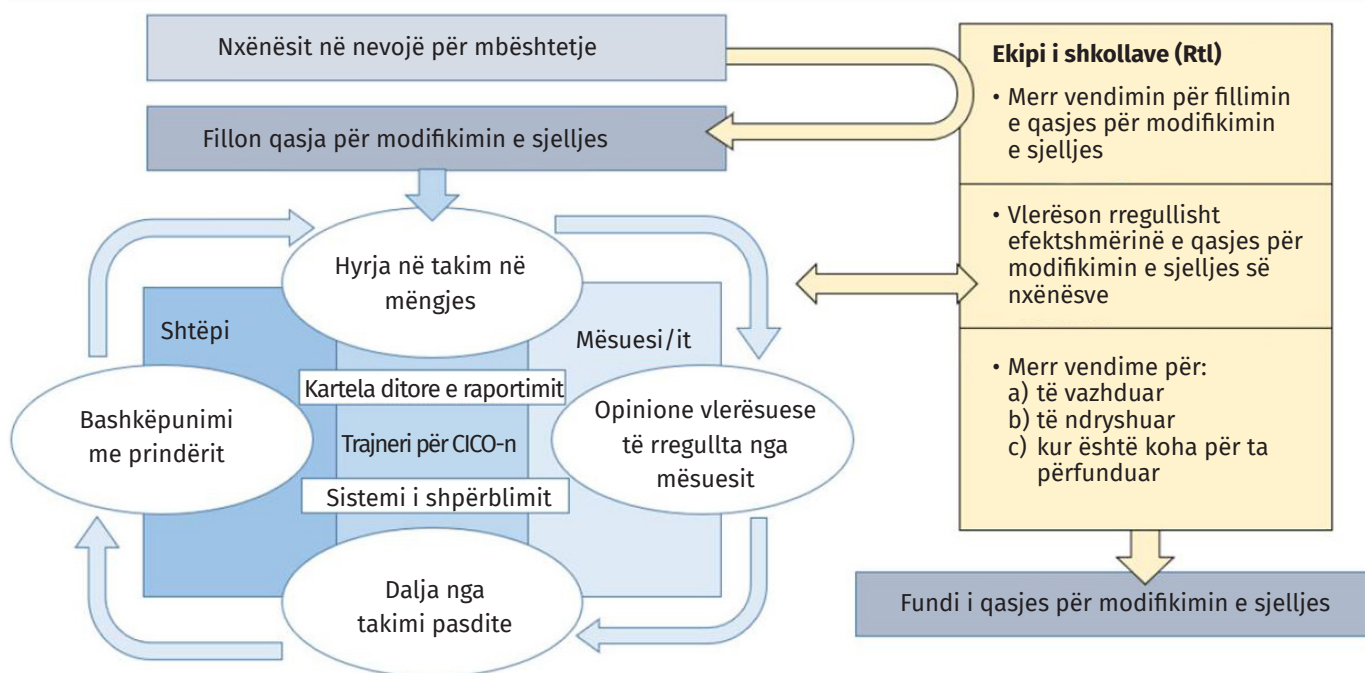 Nxënësit në nevojë për mbështetje
Fillon qasja për modifikimin e sjelljes
Hyrja në takim në
mëngjes
Shtëpi
Mësuesi/it
Kartela ditore e raportimit
Trajneri për CICO-n
Sistemi i shpërblimit
Bashkëpunimi
me prindërit
Opinione vlerësuese
të rregullta nga
mësuesit
Dalja nga
takimi pasdite
Ekipi i shkollave (Rtl)
• Merr vendimin për fillimin
e qasjes për modifikimin
e sjelljes
• Vlerëson rregullisht
efektshmërinë e qasjes për
modifikimin e sjelljes së
nxënësve
• Merr vendime për:
a) të vazhduar
b) të ndryshuar
c) kur është koha për ta
përfunduar
Fundi i qasjes për modifikimin e sjelljes